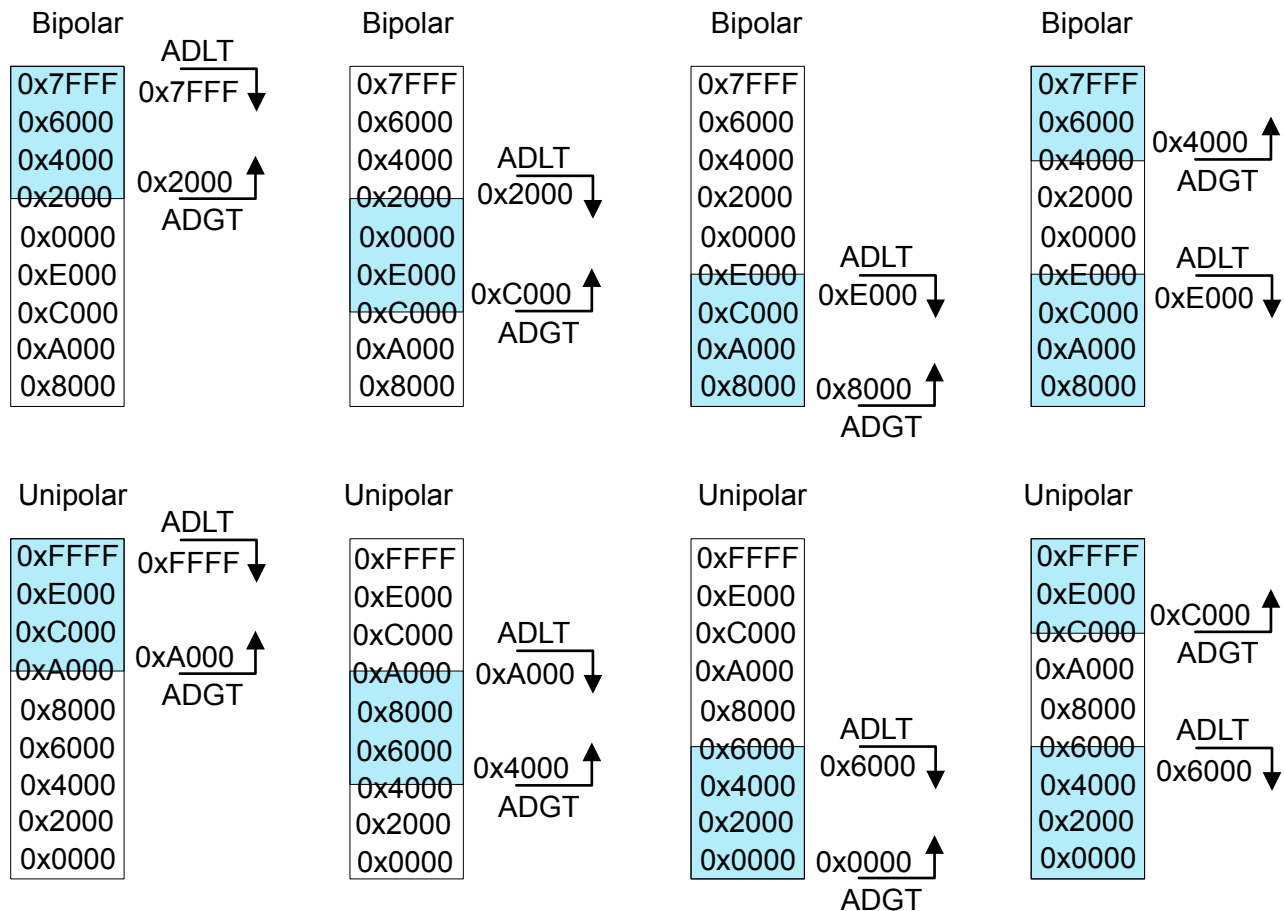 Bipolar
ADLT
0x7FFF
0x7FFF
0x6000
0x4000
0x2000
0x2000
ADGT
0x0000
0xE000
0xC000
0xA000
0x8000
Bipolar
0x7FFF
0x6000
0x4000
ADLT
0x2000
0x2000
0x0000
0xE000
0xC000
0xC000
ADGT
0xA000
0x8000
Bipolar
0x7FFF
0x6000
0x4000
0x2000
0x0000
ADLT
0xE000
0xE000
0xC000
0xA000
0x8000
0x8000
ADGT
Bipolar
0x7FFF
0x6000
0x4000
0x4000
ADGT
0x2000
0x0000
ADLT
0xE000
0xE000
0xC000
0xA000
0x8000
Unipolar
ADLT
0xFFFF
0xFFFF
0xE000
0xC000
0xA000
0xA000
ADGT
0x8000
0x6000
0x4000
0x2000
0x0000
Unipolar
0xFFFF
0xE000
0xC000
ADLT
0xA000
0xA000
0x8000
0x6000
0x4000
0x4000
ADGT
0x2000
0x0000
Unipolar
0xFFFF
0xE000
0xC000
0xA000
0x8000
ADLT
0x6000
0x6000
0x4000
0x2000
0x0000
0x0000
ADGT
Unipolar
0xFFFF
0xE000
0xC000
0xC000
ADGT
0xA000
0x8000
ADLT
0x6000
0x6000
0x4000
0x2000
0x0000